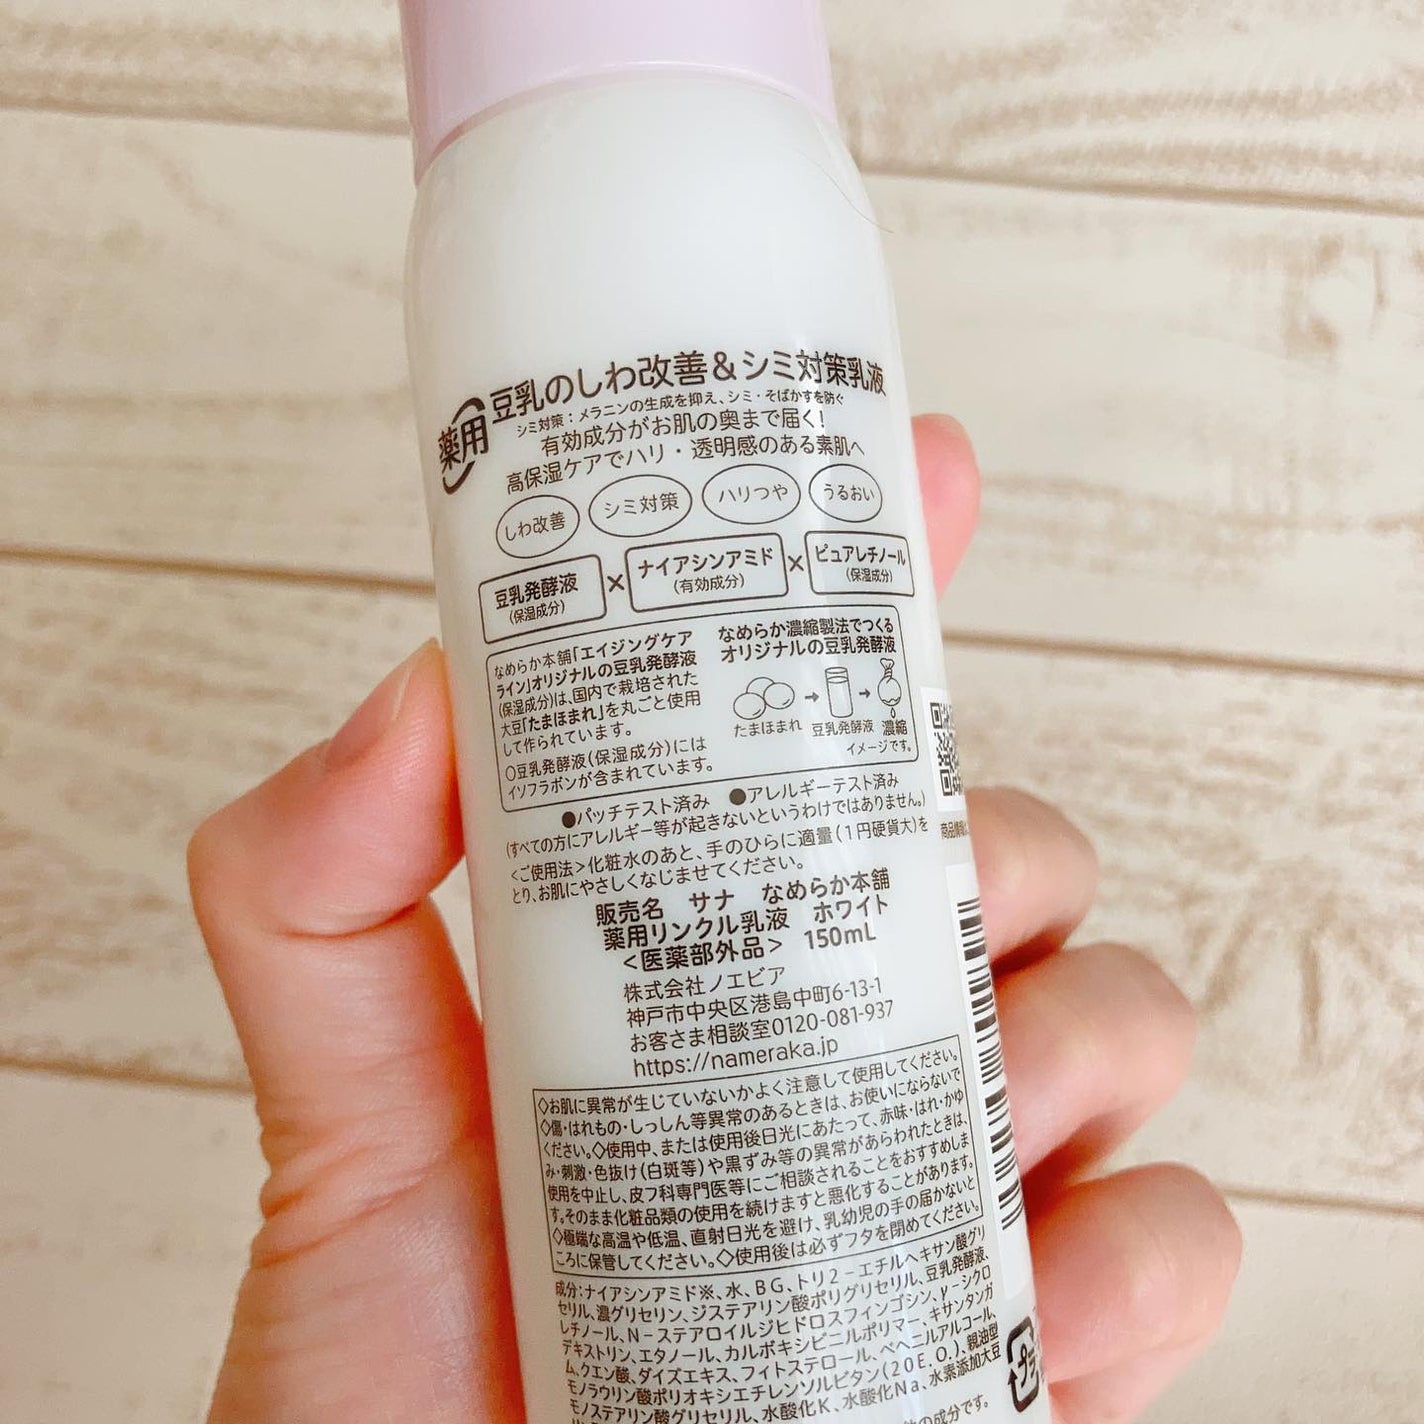 薬用
豆乳のしわ改善&シミ対策乳液
シミ対策：メラニンの生成を抑え、シミ・そばかすを防ぐ
有効成分がお肌の奥まで届く！
高保湿ケアでハリ・透明感のある素肌へ
しわ改善 シミ対策 ハリつや うるおい
豆乳発酵液 × ナイアシンアミド × ピュアレチノール
(保湿成分) (有効成分) (保湿成分)
なめらか本舗「エイジングケア
ライン」オリジナルの豆乳発酵液
(保湿成分)は、国内で栽培された
大豆「たまほまれ」を丸ごと使用
して作られています。
○豆乳発酵液(保湿成分)には
イソフラボンが含まれています。
なめらか濃縮製法でつくる
オリジナルの豆乳発酵液
たまほまれ 豆乳発酵液 濃縮
イメージです。
●パッチテスト済み ●アレルギーテスト済み
(すべての方にアレルギー等が起きないというわけではありません。)
<ご使用法>化粧水のあと、手のひらに適量(1円硬貨大)を
とり、お肌にやさしくなじませてください。
販売名 サナ なめらか本舗
薬用リンクル乳液 ホワイト
<医薬部外品> 150mL
株式会社ノエビア
神戸市中央区港島中町6-13-1
お客さま相談室0120-081-937
https://nameraka.jp
◇お肌に異常が生じていないかよく注意して使用してください。
◇傷・はれもの・しっしん等異常のあるときは、お使いにならないで
ください。◇使用中、または使用後日光にあたって、赤味・はれ・かゆ
み・刺激・色抜け(白斑等)や黒ずみ等の異常があらわれたときは、
使用を中止し、皮フ科専門医等にご相談されることをおすすめしま
す。そのまま化粧品類の使用を続けますと悪化することがあります。
◇極端な高温や低温、直射日光を避け、乳幼児の手の届かないと
ころに保管してください。◇使用後は必ずフタを閉めてください。
成分：ナイアシンアミド※、水、BG、トリ2-エチルヘキサン酸グリ
セリル、濃グリセリン、ジステアリン酸ポリグリセリル、豆乳発酵液、
レチノール、N-ステアロイルジヒドロスフィンゴシン、γ-シクロ
デキストリン、エタノール、カルボキシビニルポリマー、キサンタンガ
ム、クエン酸、ダイズエキス、フィトステロール、ベヘニルアルコール、
モノラウリン酸ポリオキシエチレンソルビタン(20E.O.)、親油型
モノステアリン酸グリセリル、水酸化K、水酸化Na、水素添加大豆
の成分です。
商品情報
プラ